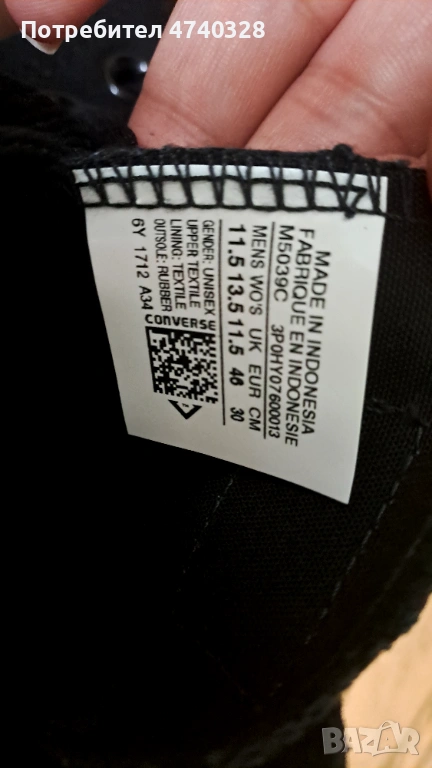 Потребител 4740328
MADE IN INDONESIA
FABRIQUE EN INDONESIE
M5039C 3P0HY07600013
MENS WO'S UK EUR CM
11.5 13.5 11.5 46 30
GENDER: UNISEX
UPPER:TEXTILE
LINING: TEXTILE
OUTSOLE: RUBBER
6Y 1712 A34
CONVERSE
BAZAR